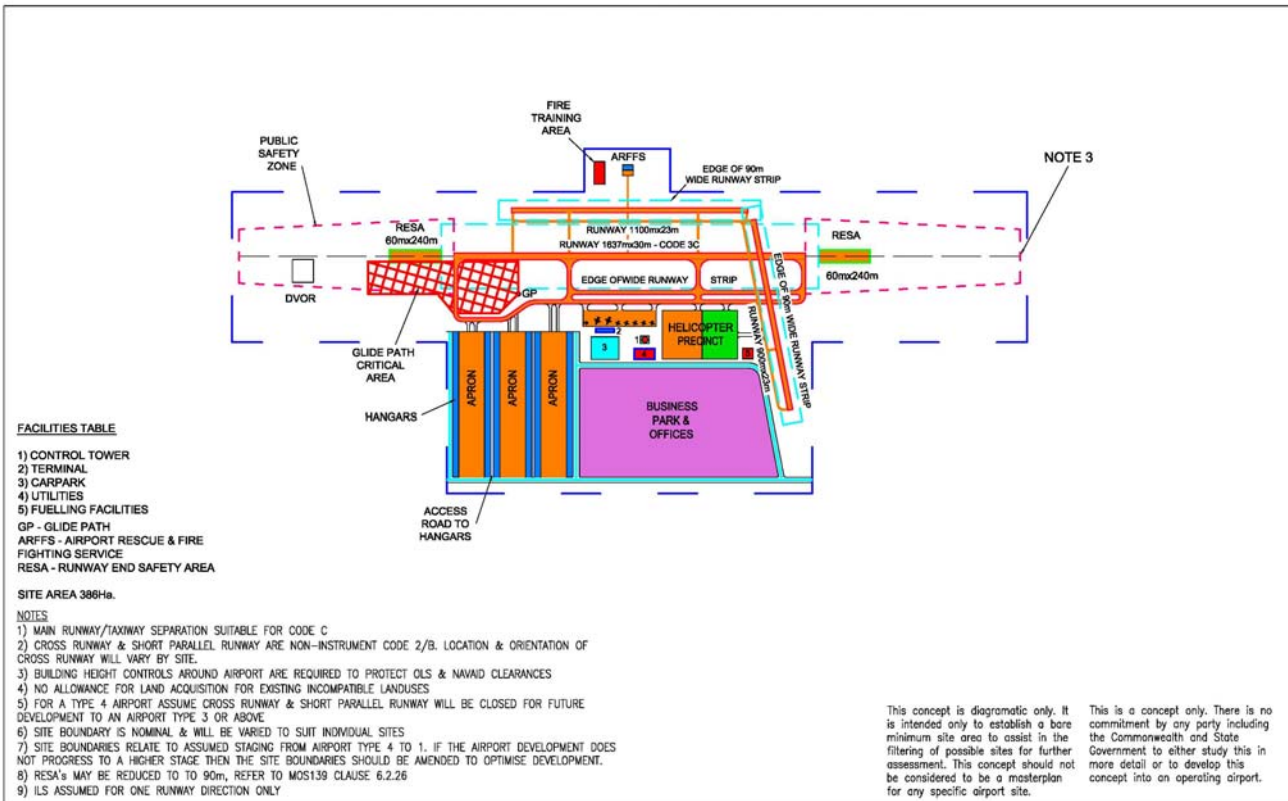 FIRE
TRAINING
AREA
PUBLIC
SAFETY
ZONE
ARFFS
EDGE OF 90m
WIDE RUNWAY STRIP
NOTE 3
RESA
60mx240m
RUNWAY 1100mx23m
RUNWAY 1637mx30m - CODE 3C
RESA
60mx240m
EDGE OFWIDE RUNWAY STRIP
EDGE OF 90m WIDE RUNWAY STRIP
DVOR
GP
GLIDE PATH
CRITICAL
AREA
2
1
3
4
HELICOPTER
PRECINCT
5
RUNWAY 900mx23m
HANGARS
APRON
APRON
APRON
BUSINESS
PARK &
OFFICES
ACCESS
ROAD TO
HANGARS
FACILITIES TABLE
1) CONTROL TOWER
2) TERMINAL
3) CARPARK
4) UTILITIES
5) FUELLING FACILITIES
GP - GLIDE PATH
ARFFS - AIRPORT RESCUE & FIRE
FIGHTING SERVICE
RESA - RUNWAY END SAFETY AREA
SITE AREA 386Ha.
NOTES
1) MAIN RUNWAY/TAXIWAY SEPARATION SUITABLE FOR CODE C
2) CROSS RUNWAY & SHORT PARALLEL RUNWAY ARE NON-INSTRUMENT CODE 2/B. LOCATION & ORIENTATION OF
CROSS RUNWAY WILL VARY BY SITE.
3) BUILDING HEIGHT CONTROLS AROUND AIRPORT ARE REQUIRED TO PROTECT OLS & NAVAID CLEARANCES
4) NO ALLOWANCE FOR LAND ACQUISITION FOR EXISTING INCOMPATIBLE LANDUSES
5) FOR A TYPE 4 AIRPORT ASSUME CROSS RUNWAY & SHORT PARALLEL RUNWAY WILL BE CLOSED FOR FUTURE
DEVELOPMENT TO AN AIRPORT TYPE 3 OR ABOVE
6) SITE BOUNDARY IS NOMINAL & WILL BE VARIED TO SUIT INDIVIDUAL SITES
7) SITE BOUNDARIES RELATE TO ASSUMED STAGING FROM AIRPORT TYPE 4 TO 1. IF THE AIRPORT DEVELOPMENT DOES
NOT PROGRESS TO A HIGHER STAGE THEN THE SITE BOUNDARIES SHOULD BE AMENDED TO OPTIMISE DEVELOPMENT.
8) RESA's MAY BE REDUCED TO TO 90m, REFER TO MOS139 CLAUSE 6.2.26
9) ILS ASSUMED FOR ONE RUNWAY DIRECTION ONLY
This concept is diagramatic only. It
is intended only to establish a bare
minimum site area to assist in the
filtering of possible sites for further
assessment. This concept should not
be considered to be a masterplan
for any specific airport site.
This is a concept only. There is no
commitment by any party including
the Commonwealth and State
Government to either study this in
more detail or to develop this
concept into an operating airport.